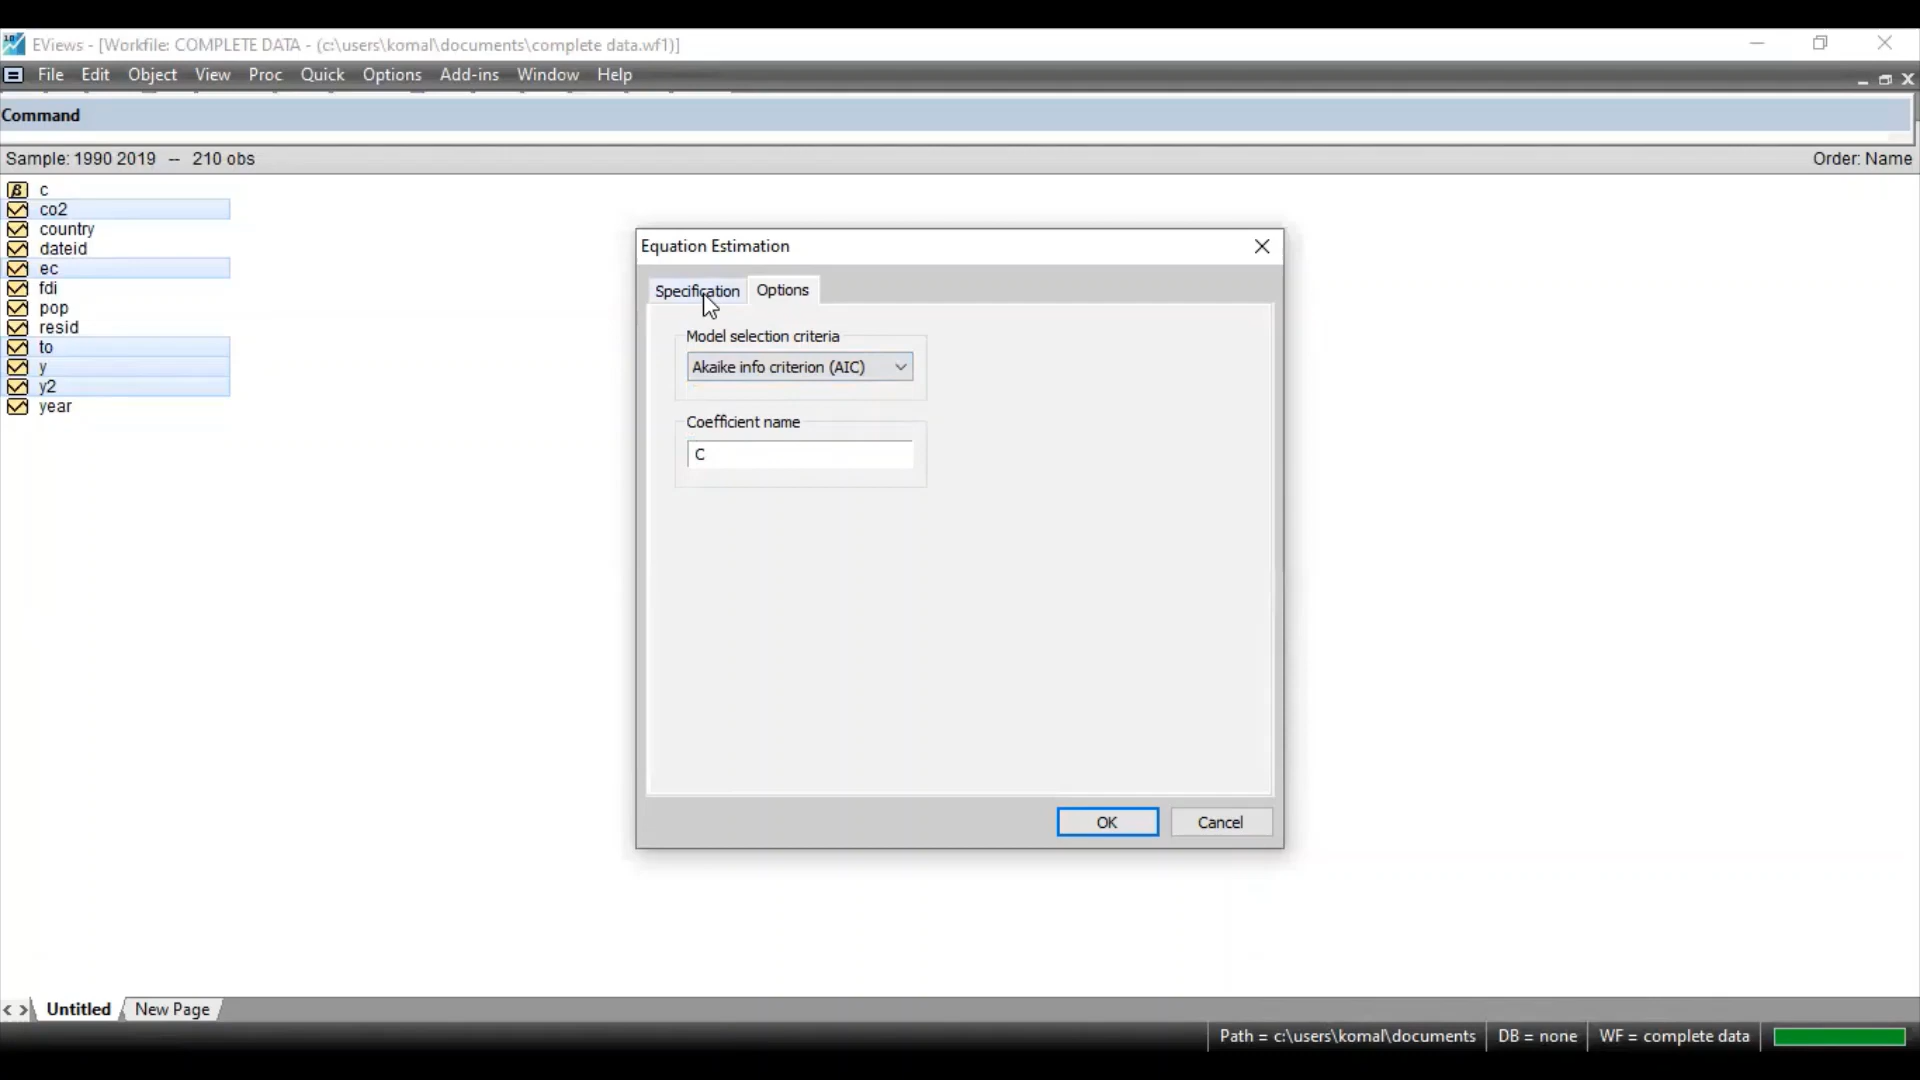 EViews - [Workfile: COMPLETE DATA - (c:\users\komal\documents\complete data.wf1)]
File Edit Object View Proc Quick Options Add-ins Window Help
Command
Sample: 1990 2019 -- 210 obs
Order: Name
β c
co2
country
dateid
ec
fdi
pop
resid
to
y
y2
year
Equation Estimation
Specification Options
Model selection criteria
Akaike info criterion (AIC)
Coefficient name
C
OK Cancel
Untitled New Page
Path = c:\users\komal\documents DB = none WF = complete data